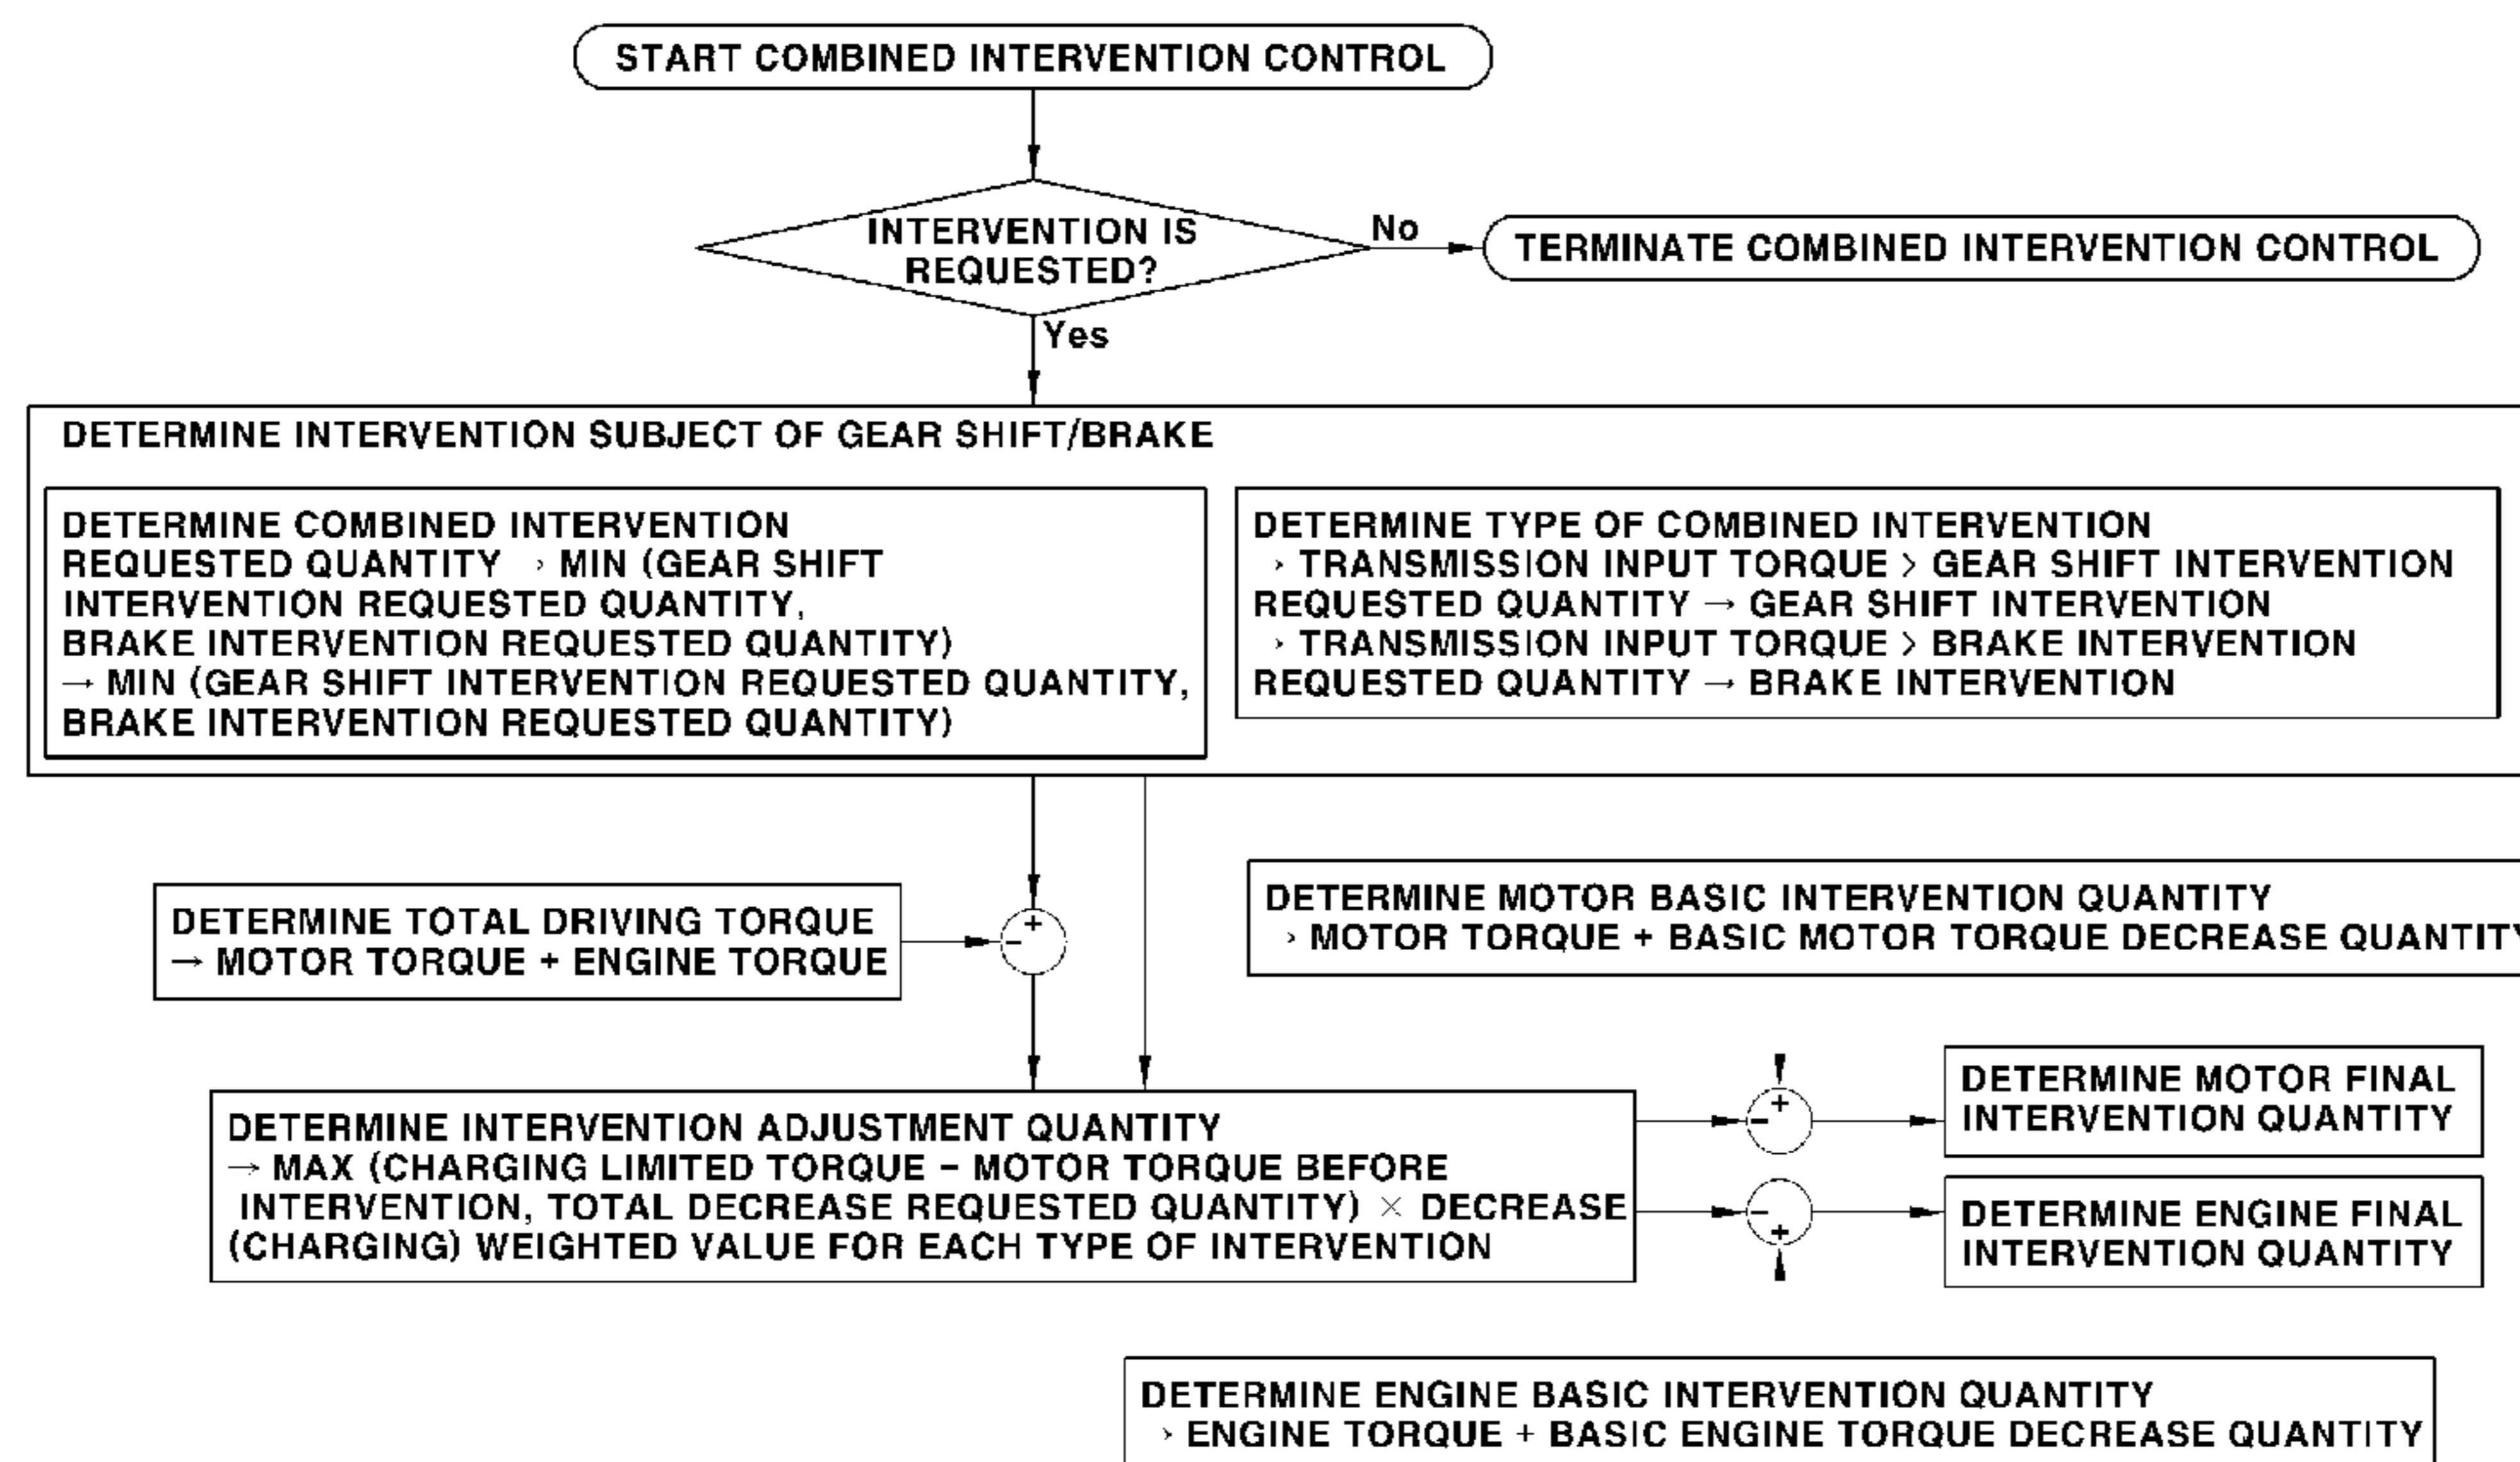 START COMBINED INTERVENTION CONTROL
INTERVENTION IS
REQUESTED?
No
TERMINATE COMBINED INTERVENTION CONTROL
Yes
DETERMINE INTERVENTION SUBJECT OF GEAR SHIFT/BRAKE
DETERMINE COMBINED INTERVENTION
REQUESTED QUANTITY → MIN (GEAR SHIFT
INTERVENTION REQUESTED QUANTITY,
BRAKE INTERVENTION REQUESTED QUANTITY)
→ MIN (GEAR SHIFT INTERVENTION REQUESTED QUANTITY,
BRAKE INTERVENTION REQUESTED QUANTITY)
DETERMINE TYPE OF COMBINED INTERVENTION
→ TRANSMISSION INPUT TORQUE > GEAR SHIFT INTERVENTION
REQUESTED QUANTITY → GEAR SHIFT INTERVENTION
→ TRANSMISSION INPUT TORQUE > BRAKE INTERVENTION
REQUESTED QUANTITY → BRAKE INTERVENTION
DETERMINE TOTAL DRIVING TORQUE
→ MOTOR TORQUE + ENGINE TORQUE
+
−
DETERMINE MOTOR BASIC INTERVENTION QUANTITY
→ MOTOR TORQUE + BASIC MOTOR TORQUE DECREASE QUANTITY
DETERMINE INTERVENTION ADJUSTMENT QUANTITY
→ MAX (CHARGING LIMITED TORQUE − MOTOR TORQUE BEFORE
INTERVENTION, TOTAL DECREASE REQUESTED QUANTITY) × DECREASE
(CHARGING) WEIGHTED VALUE FOR EACH TYPE OF INTERVENTION
+
−
DETERMINE MOTOR FINAL
INTERVENTION QUANTITY
−
+
DETERMINE ENGINE FINAL
INTERVENTION QUANTITY
DETERMINE ENGINE BASIC INTERVENTION QUANTITY
→ ENGINE TORQUE + BASIC ENGINE TORQUE DECREASE QUANTITY